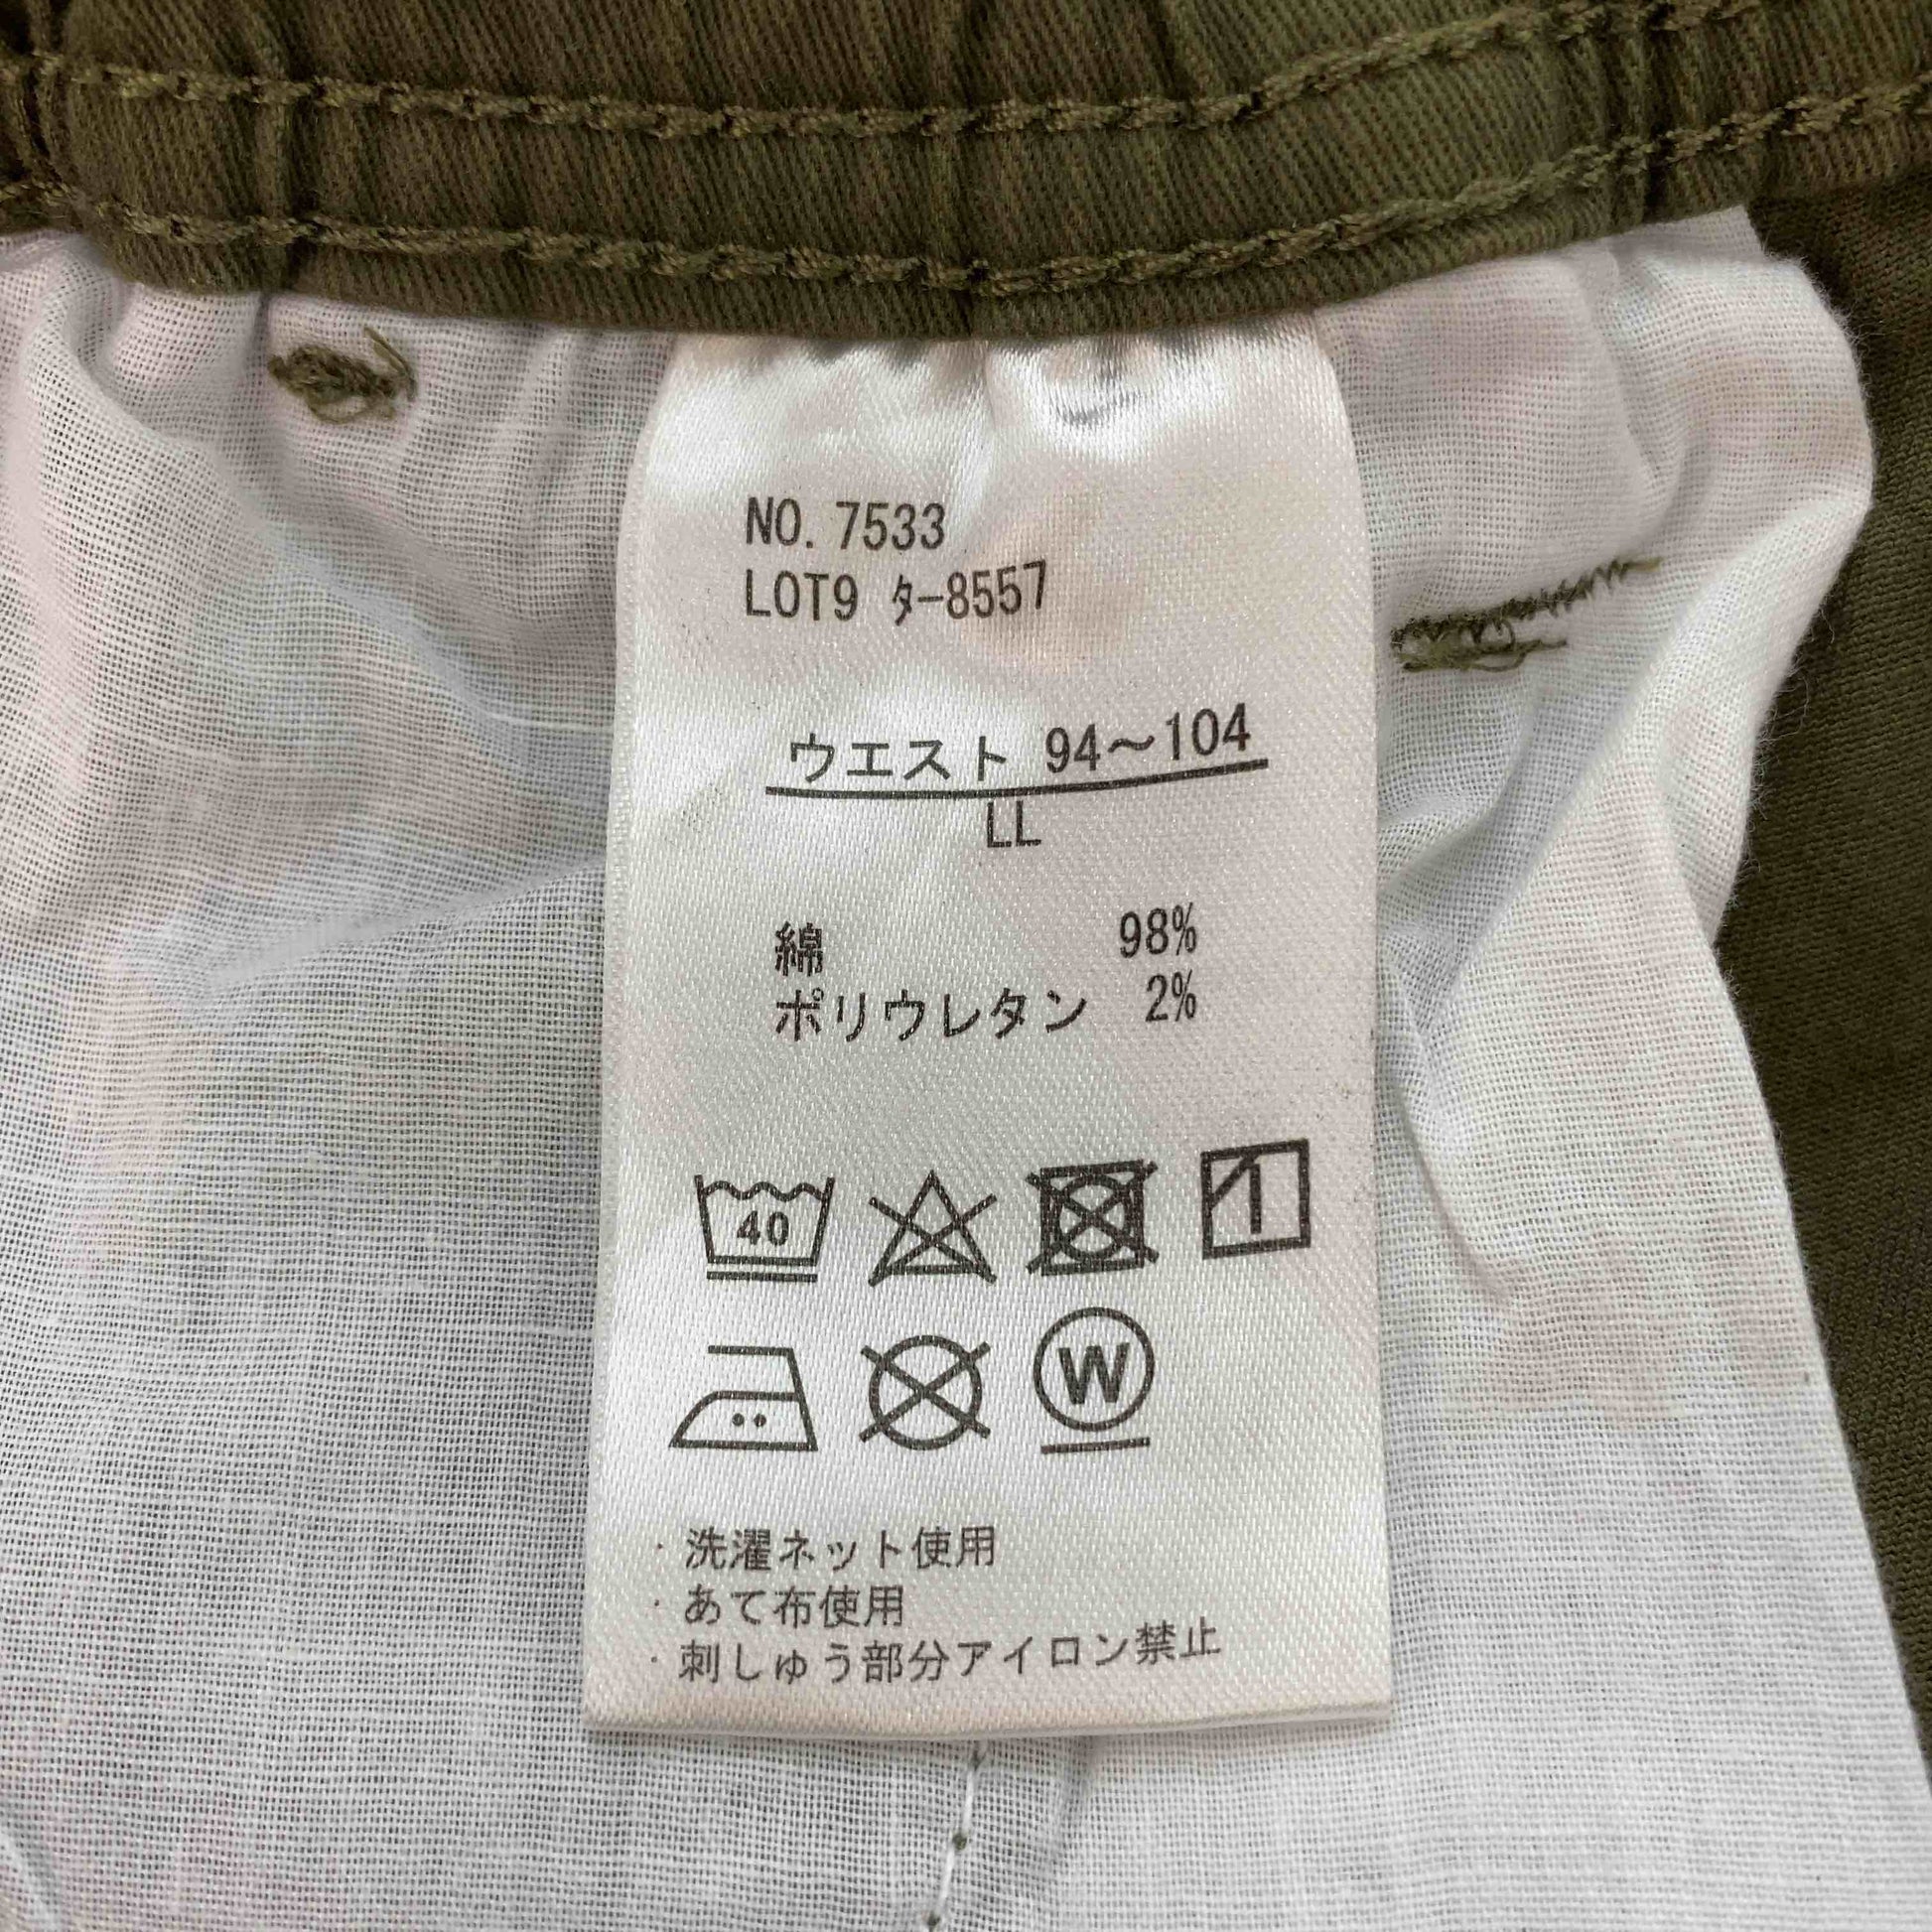 NO. 7533
LOT9 ﾀ-8557
ウエスト 94〜104
LL
綿 98%
ポリウレタン 2%
40
W
・洗濯ネット使用
・あて布使用
・刺しゅう部分アイロン禁止